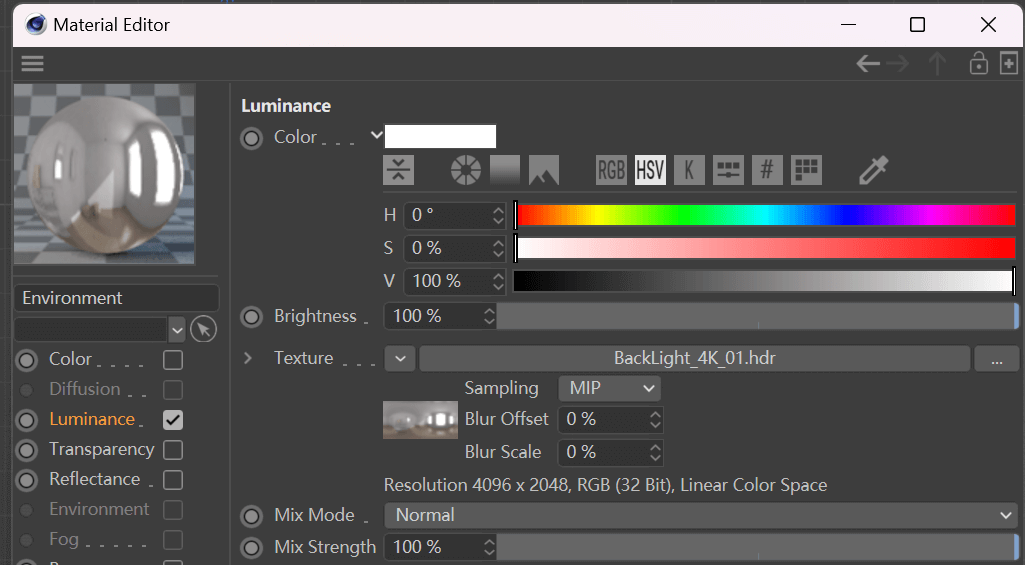 Material Editor
Luminance
Color
RGB HSV K #
H 0 °
S 0 %
V 100 %
Environment
Brightness 100 %
Color
Texture BackLight_4K_01.hdr ...
Diffusion
Sampling MIP
Luminance
Blur Offset 0 %
Transparency
Blur Scale 0 %
Reflectance
Resolution 4096 x 2048, RGB (32 Bit), Linear Color Space
Environment
Mix Mode Normal
Fog
Mix Strength 100 %